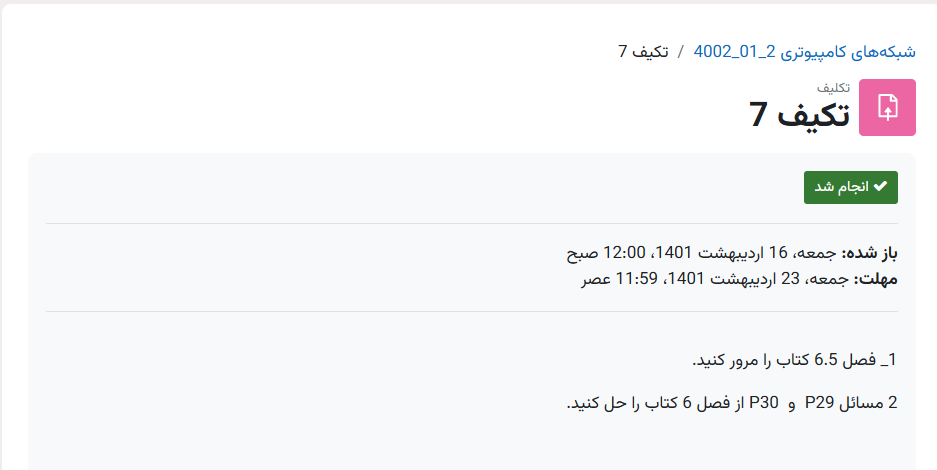 شبکه‌های کامپیوتری 2_01_4002 / تکیف 7
تکلیف
تکیف 7
انجام شد
باز شده: جمعه، 16 اردیبهشت 1401، 12:00 صبح
مهلت: جمعه، 23 اردیبهشت 1401، 11:59 عصر
1_ فصل 6.5 کتاب را مرور کنید.
2 مسائل P29 و P30 از فصل 6 کتاب را حل کنید.